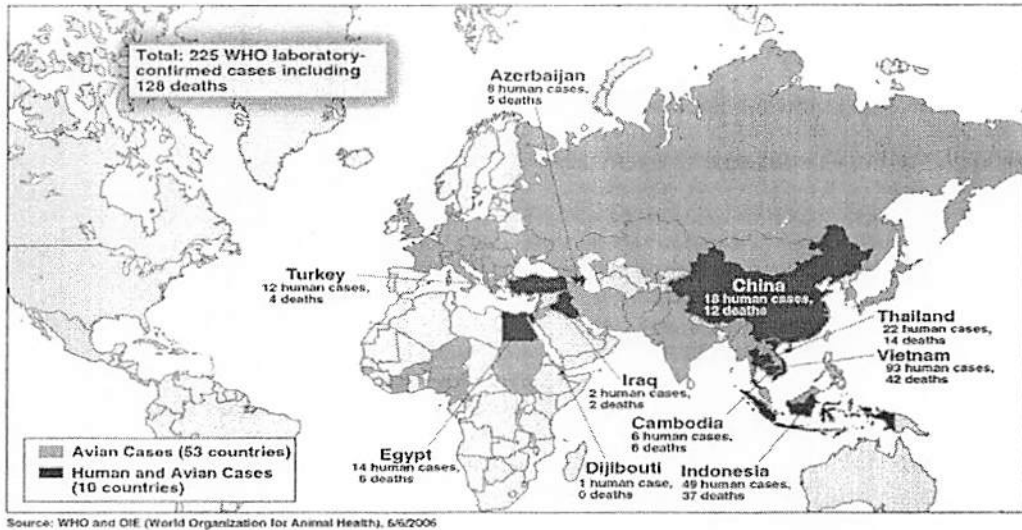 Total: 225 WHO laboratory-
confirmed cases including
128 deaths
Azerbaijan
8 human cases,
5 deaths
Turkey
12 human cases,
4 deaths
China
18 human cases,
12 deaths
Thailand
22 human cases,
14 deaths
Vietnam
93 human cases,
42 deaths
Iraq
2 human cases,
2 deaths
Cambodia
6 human cases,
6 deaths
Egypt
14 human cases,
6 deaths
Dijibouti
1 human case,
0 deaths
Indonesia
49 human cases,
37 deaths
Avian Cases (53 countries)
Human and Avian Cases
(10 countries)
Source: WHO and OIE (World Organization for Animal Health), 6/6/2006